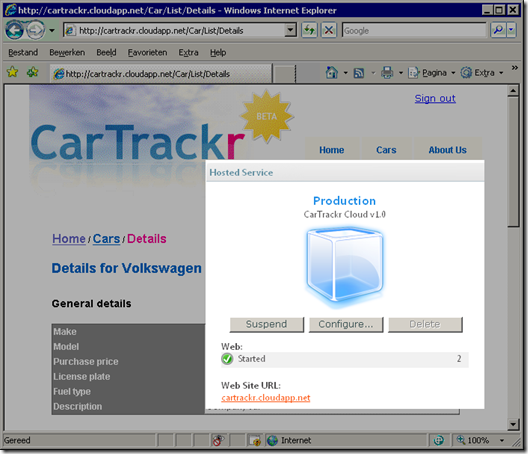 http://cartrackr.cloudapp.net/Car/List/Details - Windows Internet Explorer
http://cartrackr.cloudapp.net/Car/List/Details
Google
Bestand Bewerken Beeld Favorieten Extra Help
http://cartrackr.cloudapp.net/Car/List/Details
Pagina
Extra
Sign out
BETA
CarTrackr
Home Cars About Us
Hosted Service
Production
CarTrackr Cloud v1.0
Home / Cars / Details
Details for Volkswagen
General details
Suspend Configure... Delete
Make
Model
Purchase price
License plate
Fuel type
Description
Web:
Started 2
Web Site URL:
cartrackr.cloudapp.net
Gereed
Internet
100%